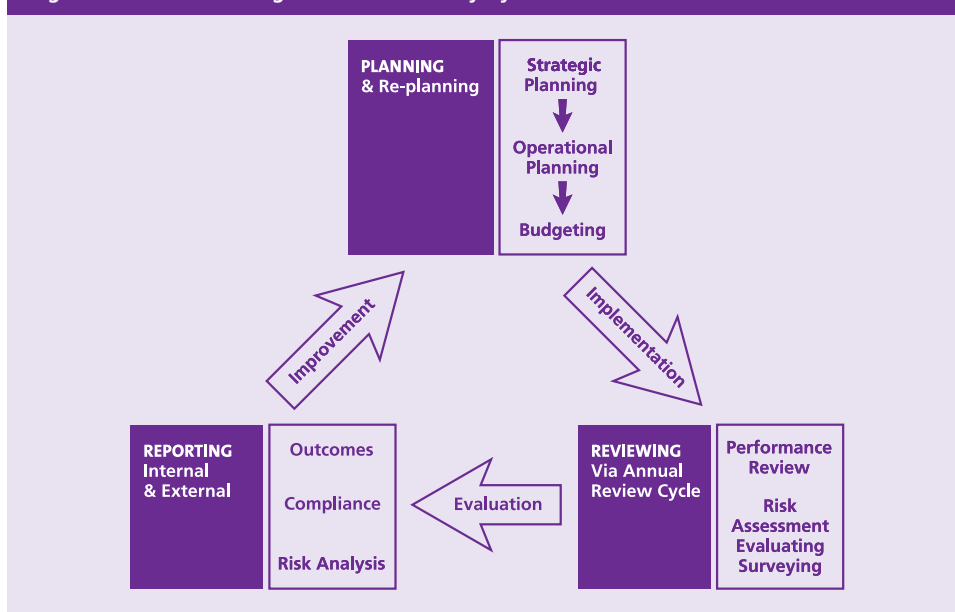 PLANNING
& Re-planning
Strategic
Planning
Operational
Planning
Budgeting
Improvement
Implementation
REPORTING
Internal
& External
Outcomes
Compliance
Risk Analysis
Evaluation
REVIEWING
Via Annual
Review Cycle
Performance
Review
Risk
Assessment
Evaluating
Surveying